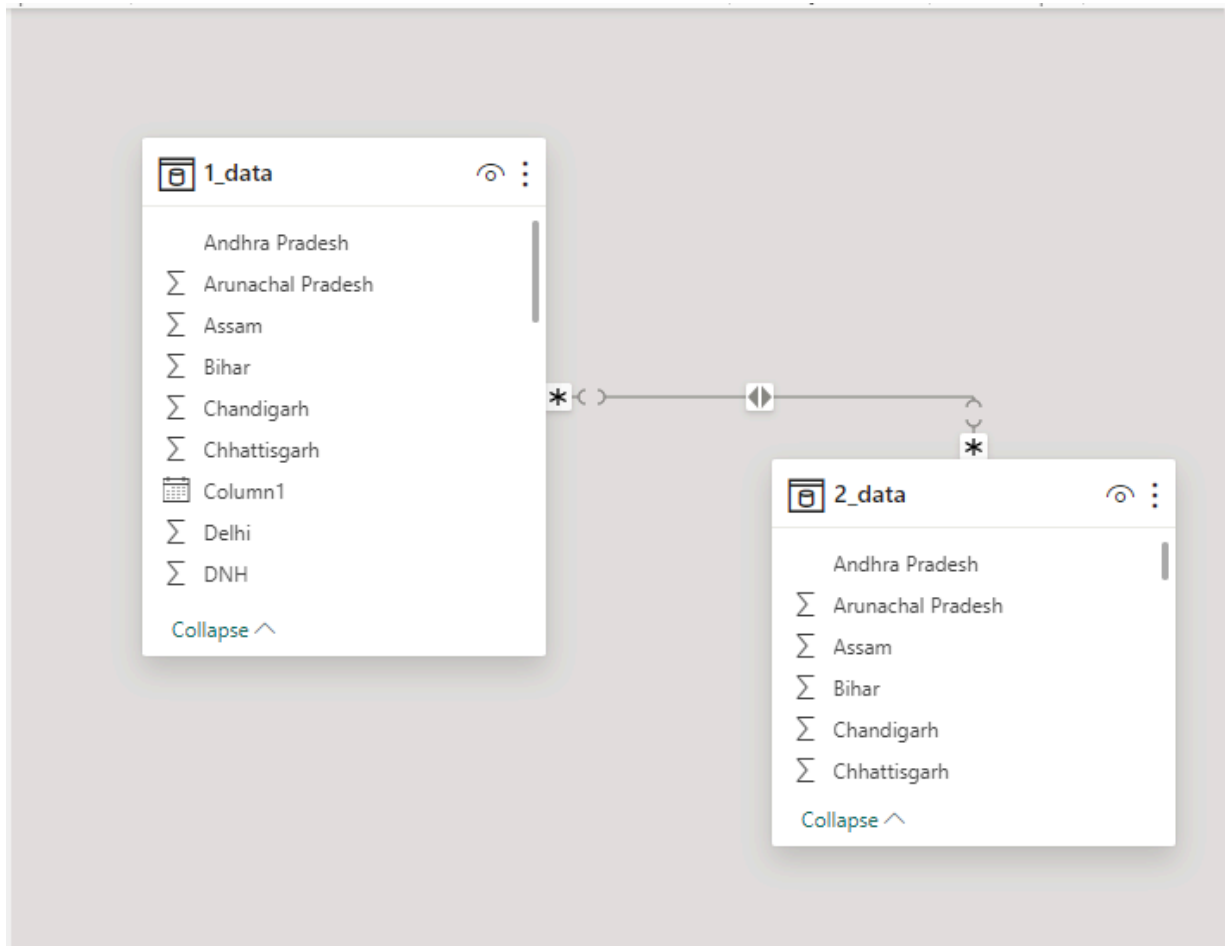 1_data
Andhra Pradesh
Arunachal Pradesh
Assam
Bihar
Chandigarh
Chhattisgarh
Column1
Delhi
DNH
Collapse
2_data
Andhra Pradesh
Arunachal Pradesh
Assam
Bihar
Chandigarh
Chhattisgarh
Collapse